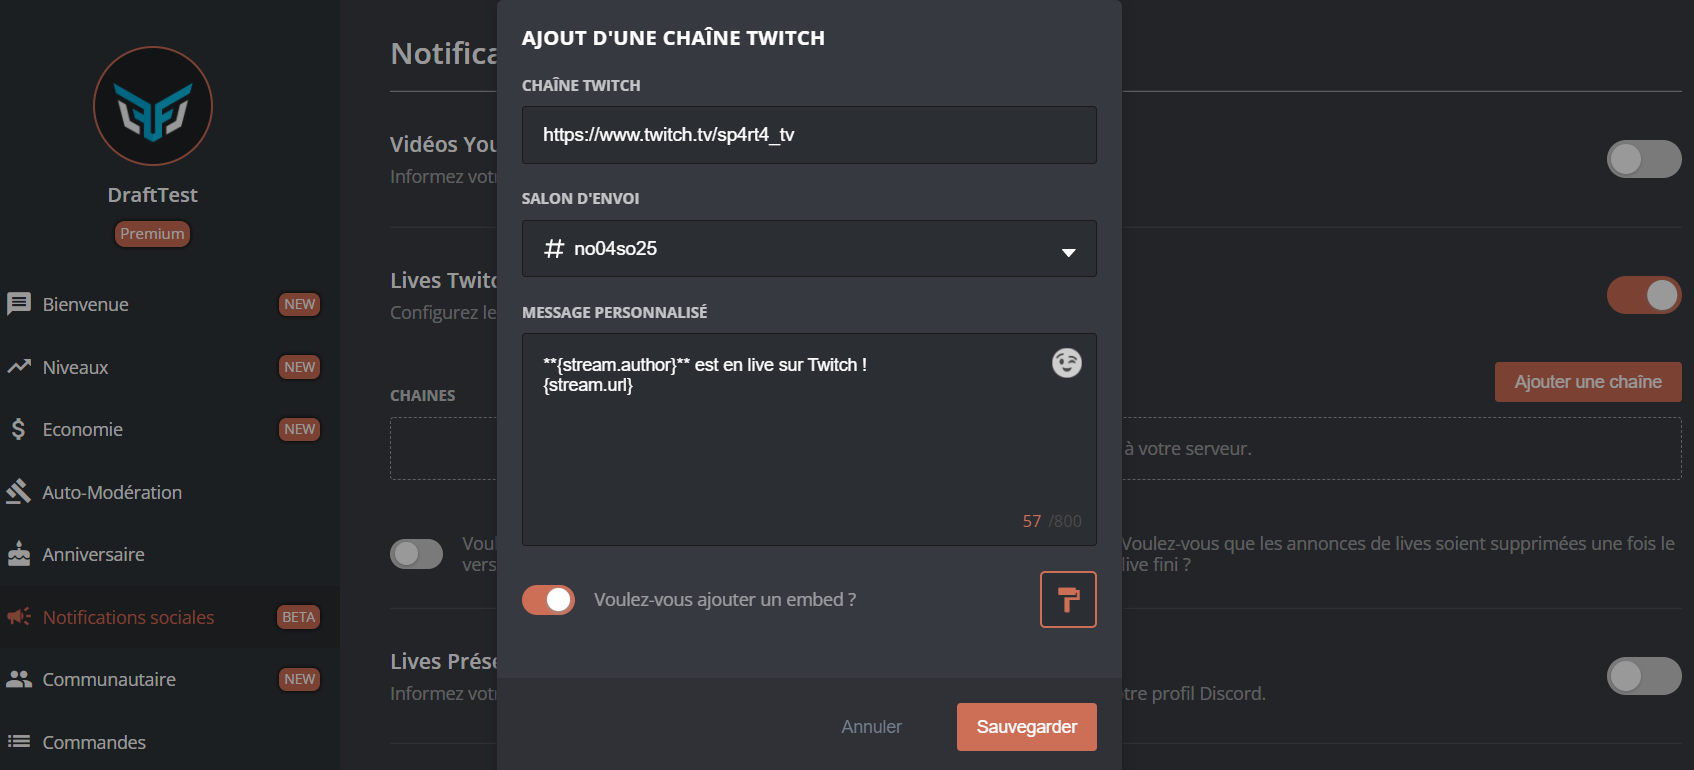 DraftTest
Premium
Bienvenue NEW
Niveaux NEW
Economie NEW
Auto-Modération
Anniversaire
Notifications sociales BETA
Communautaire NEW
Commandes
Notifica
Vidéos You
Informez votr
Lives Twitc
Configurez le
CHAINES
Ajouter une chaîne
à votre serveur.
Voul
vers
Voulez-vous que les annonces de lives soient supprimées une fois le
live fini ?
Lives Prése
Informez votr
tre profil Discord.
AJOUT D'UNE CHAÎNE TWITCH
CHAÎNE TWITCH
https://www.twitch.tv/sp4rt4_tv
SALON D'ENVOI
# no04so25
MESSAGE PERSONNALISÉ
**{stream.author}** est en live sur Twitch !
{stream.url}
57 /800
Voulez-vous ajouter un embed ?
Annuler
Sauvegarder